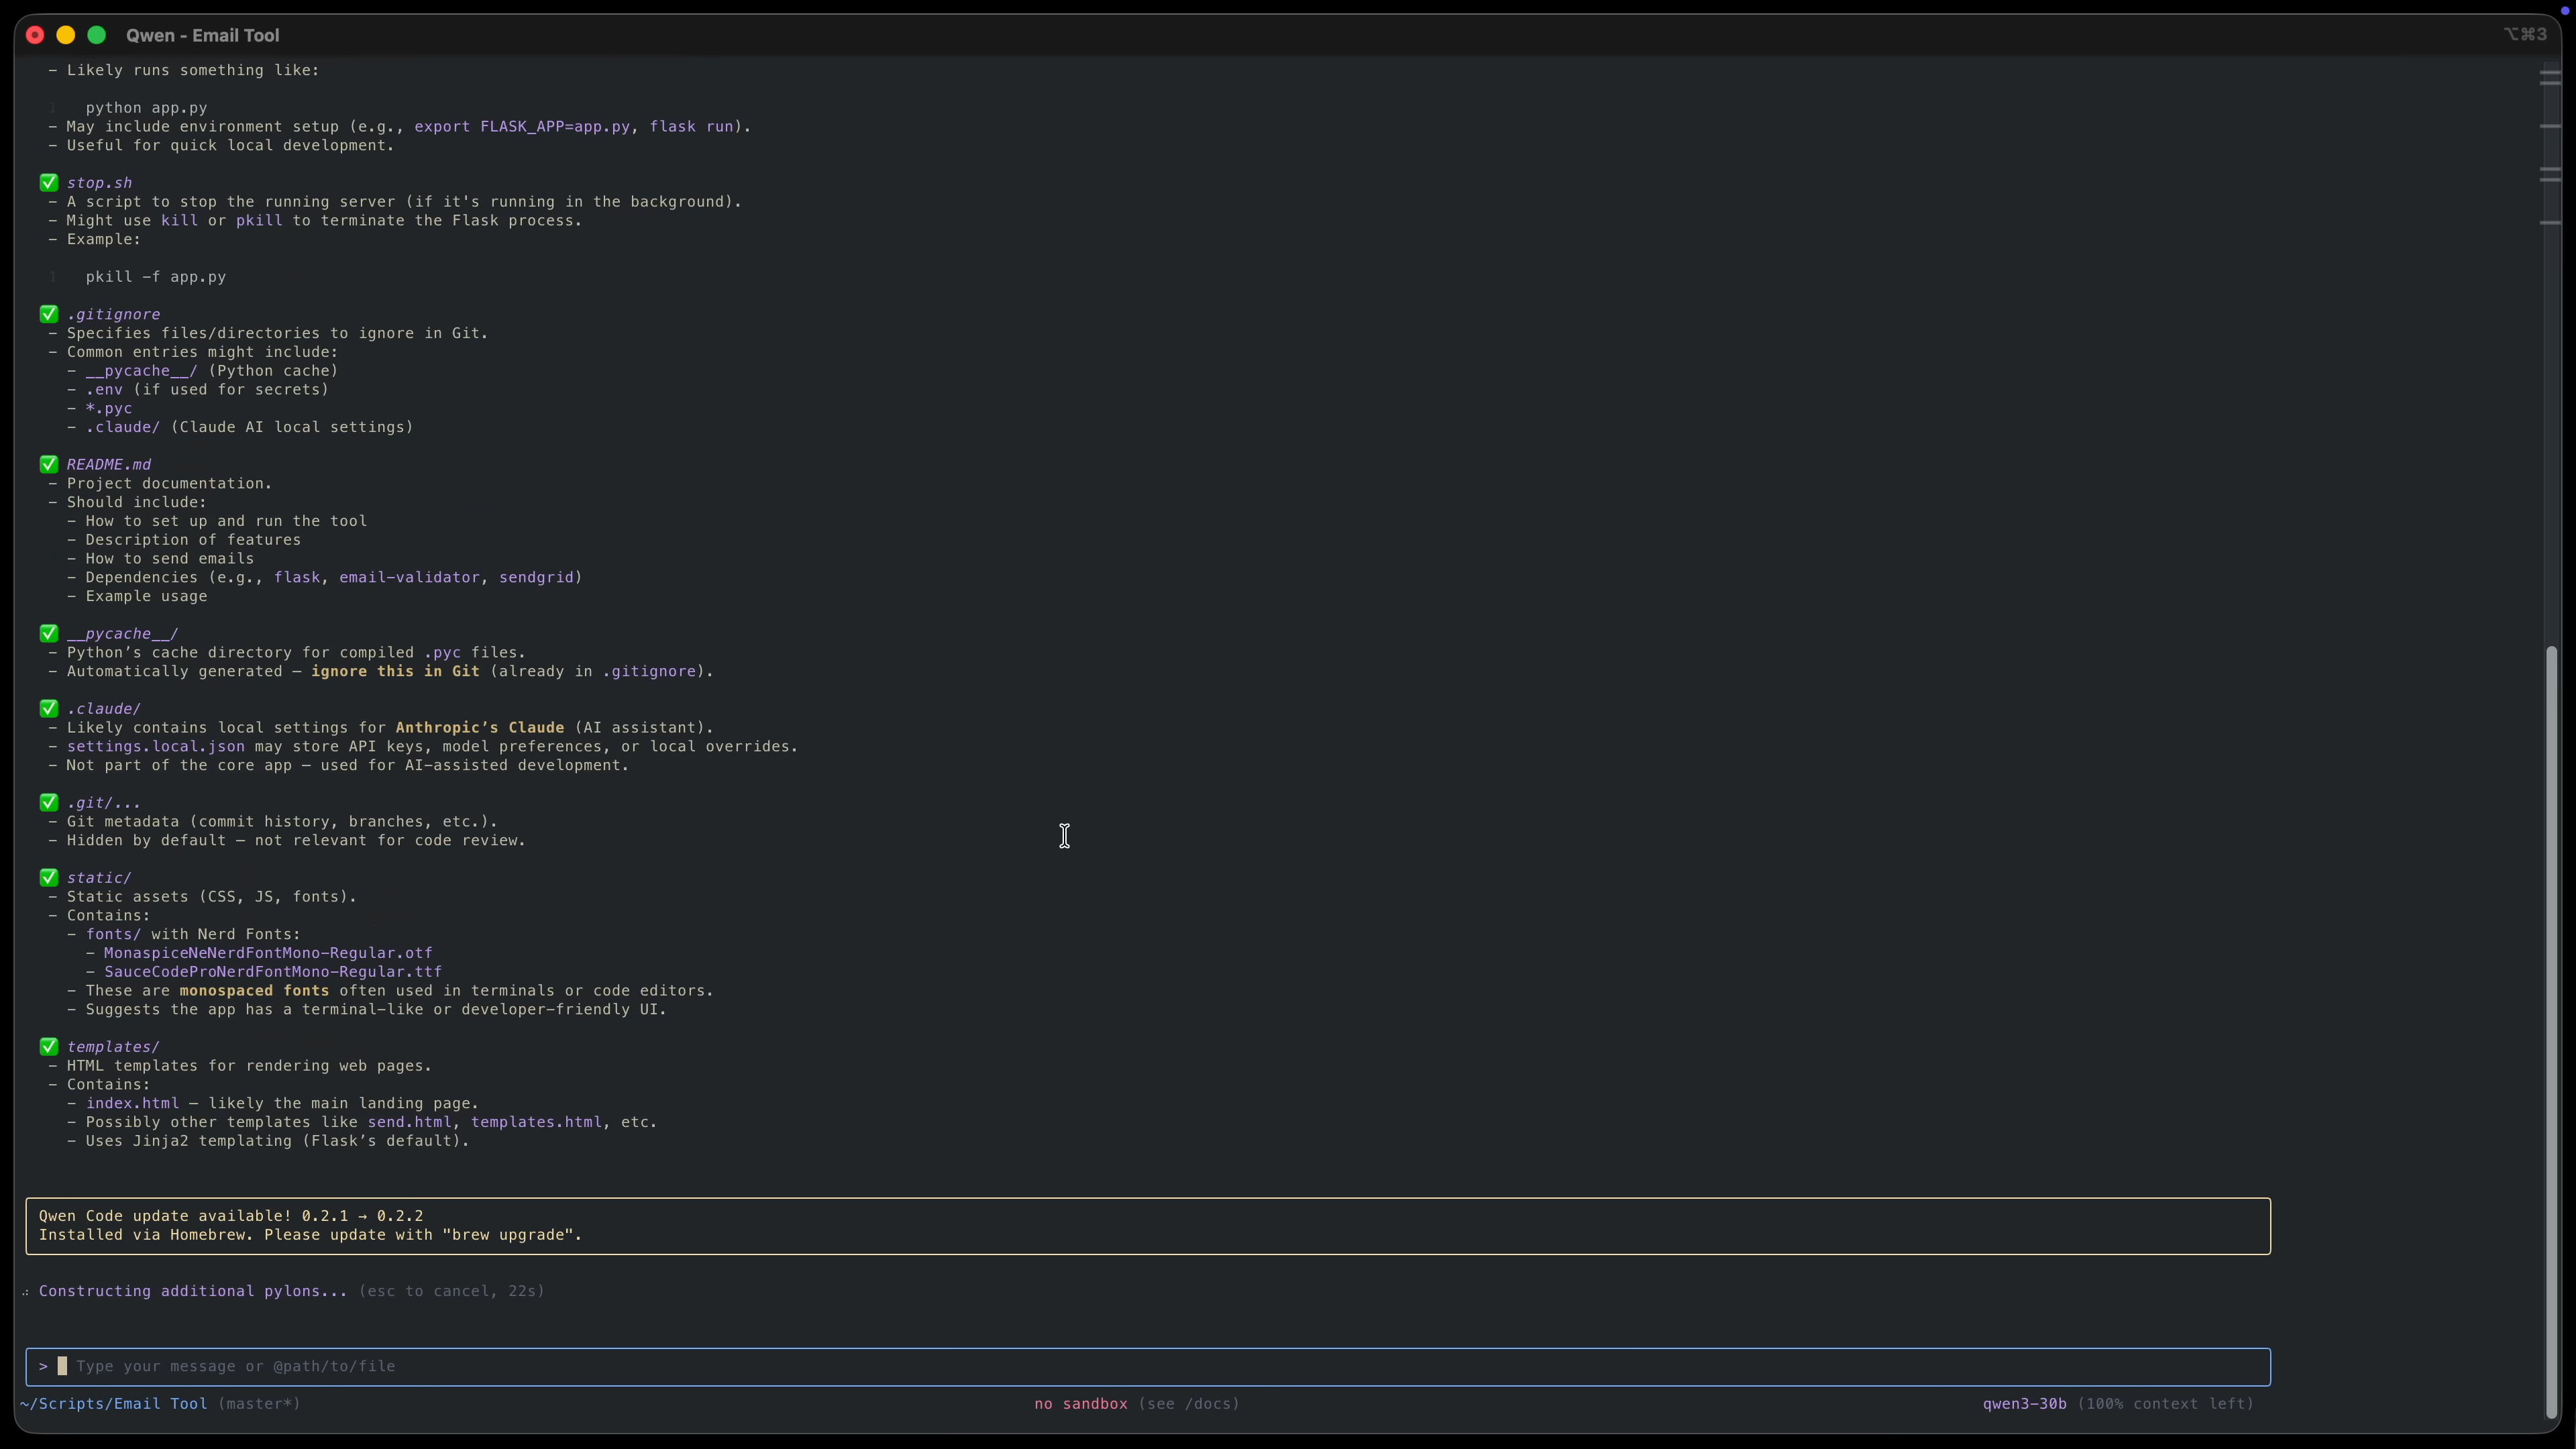 Qwen - Email Tool
⌥⌘3
- Likely runs something like:
1 python app.py
- May include environment setup (e.g., export FLASK_APP=app.py, flask run).
- Useful for quick local development.
✅ stop.sh
- A script to stop the running server (if it's running in the background).
- Might use kill or pkill to terminate the Flask process.
- Example:
1 pkill -f app.py
✅ .gitignore
- Specifies files/directories to ignore in Git.
- Common entries might include:
- __pycache__/ (Python cache)
- .env (if used for secrets)
- *.pyc
- .claude/ (Claude AI local settings)
✅ README.md
- Project documentation.
- Should include:
- How to set up and run the tool
- Description of features
- How to send emails
- Dependencies (e.g., flask, email-validator, sendgrid)
- Example usage
✅ __pycache__/
- Python’s cache directory for compiled .pyc files.
- Automatically generated — ignore this in Git (already in .gitignore).
✅ .claude/
- Likely contains local settings for Anthropic’s Claude (AI assistant).
- settings.local.json may store API keys, model preferences, or local overrides.
- Not part of the core app — used for AI-assisted development.
✅ .git/...
- Git metadata (commit history, branches, etc.).
- Hidden by default — not relevant for code review.
✅ static/
- Static assets (CSS, JS, fonts).
- Contains:
- fonts/ with Nerd Fonts:
- MonaspiceNeNerdFontMono-Regular.otf
- SauceCodeProNerdFontMono-Regular.ttf
- These are monospaced fonts often used in terminals or code editors.
- Suggests the app has a terminal-like or developer-friendly UI.
✅ templates/
- HTML templates for rendering web pages.
- Contains:
- index.html — likely the main landing page.
- Possibly other templates like send.html, templates.html, etc.
- Uses Jinja2 templating (Flask’s default).
Qwen Code update available! 0.2.1 → 0.2.2
Installed via Homebrew. Please update with "brew upgrade".
Constructing additional pylons... (esc to cancel, 22s)
> Type your message or @path/to/file
~/Scripts/Email Tool (master*) no sandbox (see /docs) qwen3-30b (100% context left)